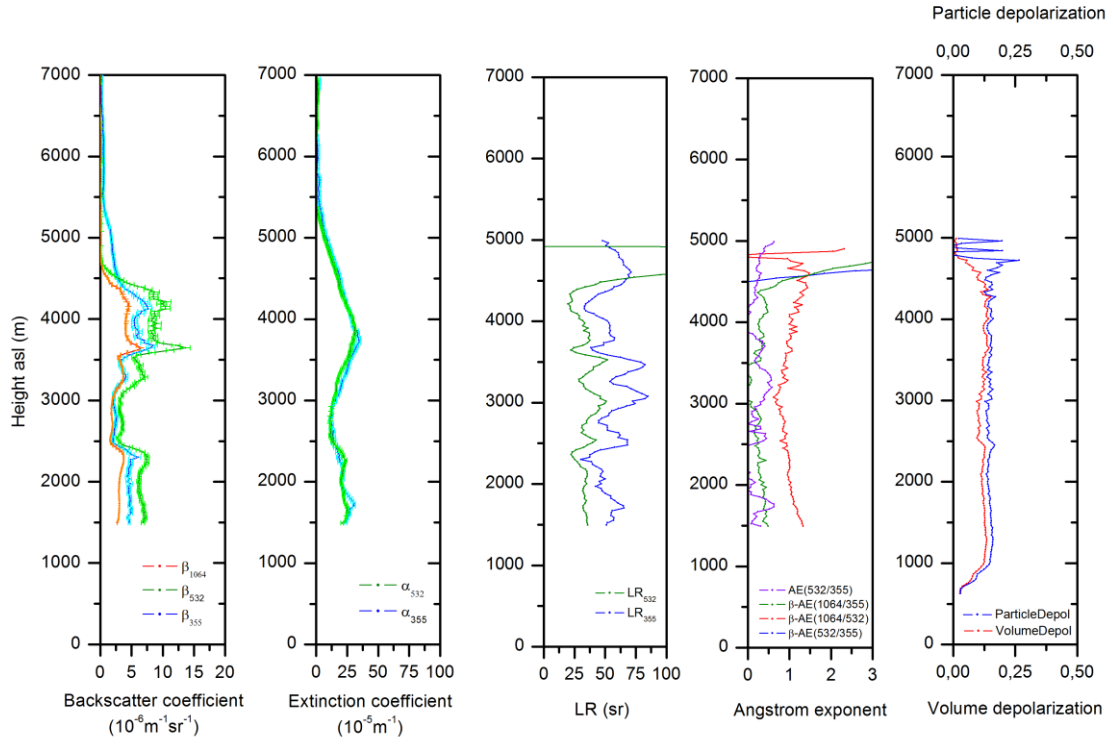 Particle depolarization
0,00 0,25 0,50
7000 7000 7000 7000 7000
6000 6000 6000 6000 6000
5000 5000 5000 5000 5000
4000 4000 4000 4000 4000
3000 3000 3000 3000 3000
2000 2000 2000 2000 2000
1000 1000 1000 1000 1000
0 0 0 0 0
Height asl (m)
β1064
β532
β355
α532
α355
LR532
LR355
AE(532/355)
β-AE(1064/355)
β-AE(1064/532)
β-AE(532/355)
ParticleDepol
VolumeDepol
0 5 10 15 20
0 25 50 75 100
0 25 50 75 100
0 1 2 3
0,00 0,25 0,50
Backscatter coefficient
(10-6m-1sr-1)
Extinction coefficient
(10-5m-1)
LR (sr)
Angstrom exponent
Volume depolarization